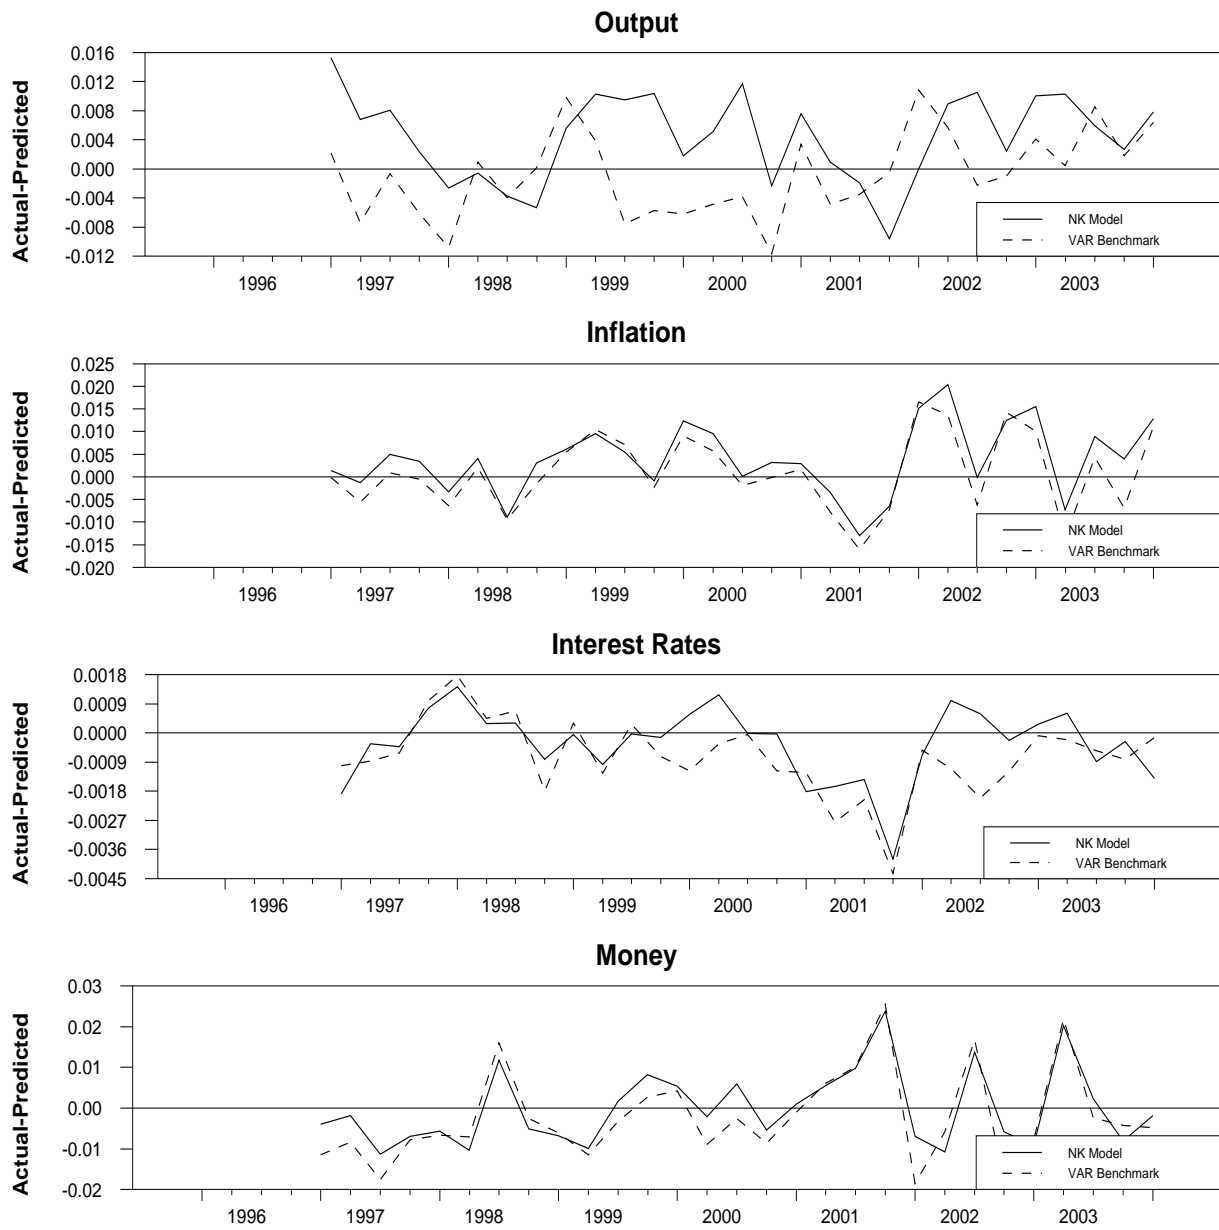 Output
Actual-Predicted
0.016
0.012
0.008
0.004
0.000
-0.004
-0.008
-0.012
NK Model
VAR Benchmark
1996 1997 1998 1999 2000 2001 2002 2003
Inflation
Actual-Predicted
0.025
0.020
0.015
0.010
0.005
0.000
-0.005
-0.010
-0.015
-0.020
NK Model
VAR Benchmark
1996 1997 1998 1999 2000 2001 2002 2003
Interest Rates
Actual-Predicted
0.0018
0.0009
0.0000
-0.0009
-0.0018
-0.0027
-0.0036
-0.0045
NK Model
VAR Benchmark
1996 1997 1998 1999 2000 2001 2002 2003
Money
Actual-Predicted
0.03
0.02
0.01
0.00
-0.01
-0.02
NK Model
VAR Benchmark
1996 1997 1998 1999 2000 2001 2002 2003